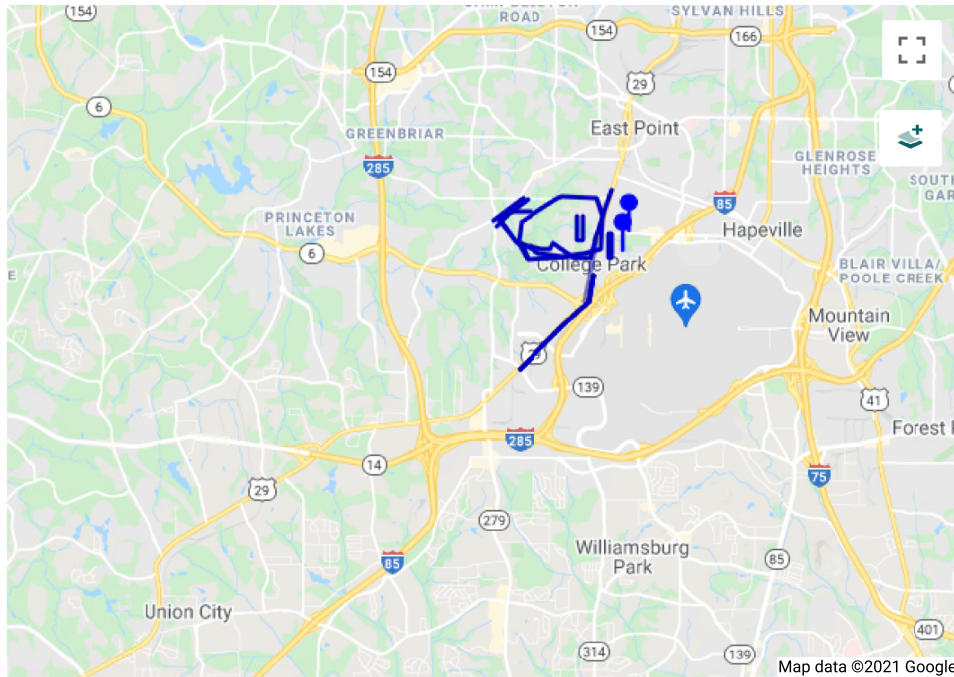 154
ROAD
SYLVAN HILLS
154
166
154
29
6
East Point
GREENBRIAR
285
GLENROSE
HEIGHTS
SOUTH
GAR
85
PRINCETON
LAKES
Hapeville
6
College Park
BLAIR VILLA/
POOLE CREEK
E
Mountain
View
29
139
41
Forest
285
14
75
29
279
Williamsburg
Park
85
85
Union City
401
314
139
Map data ©2021 Google